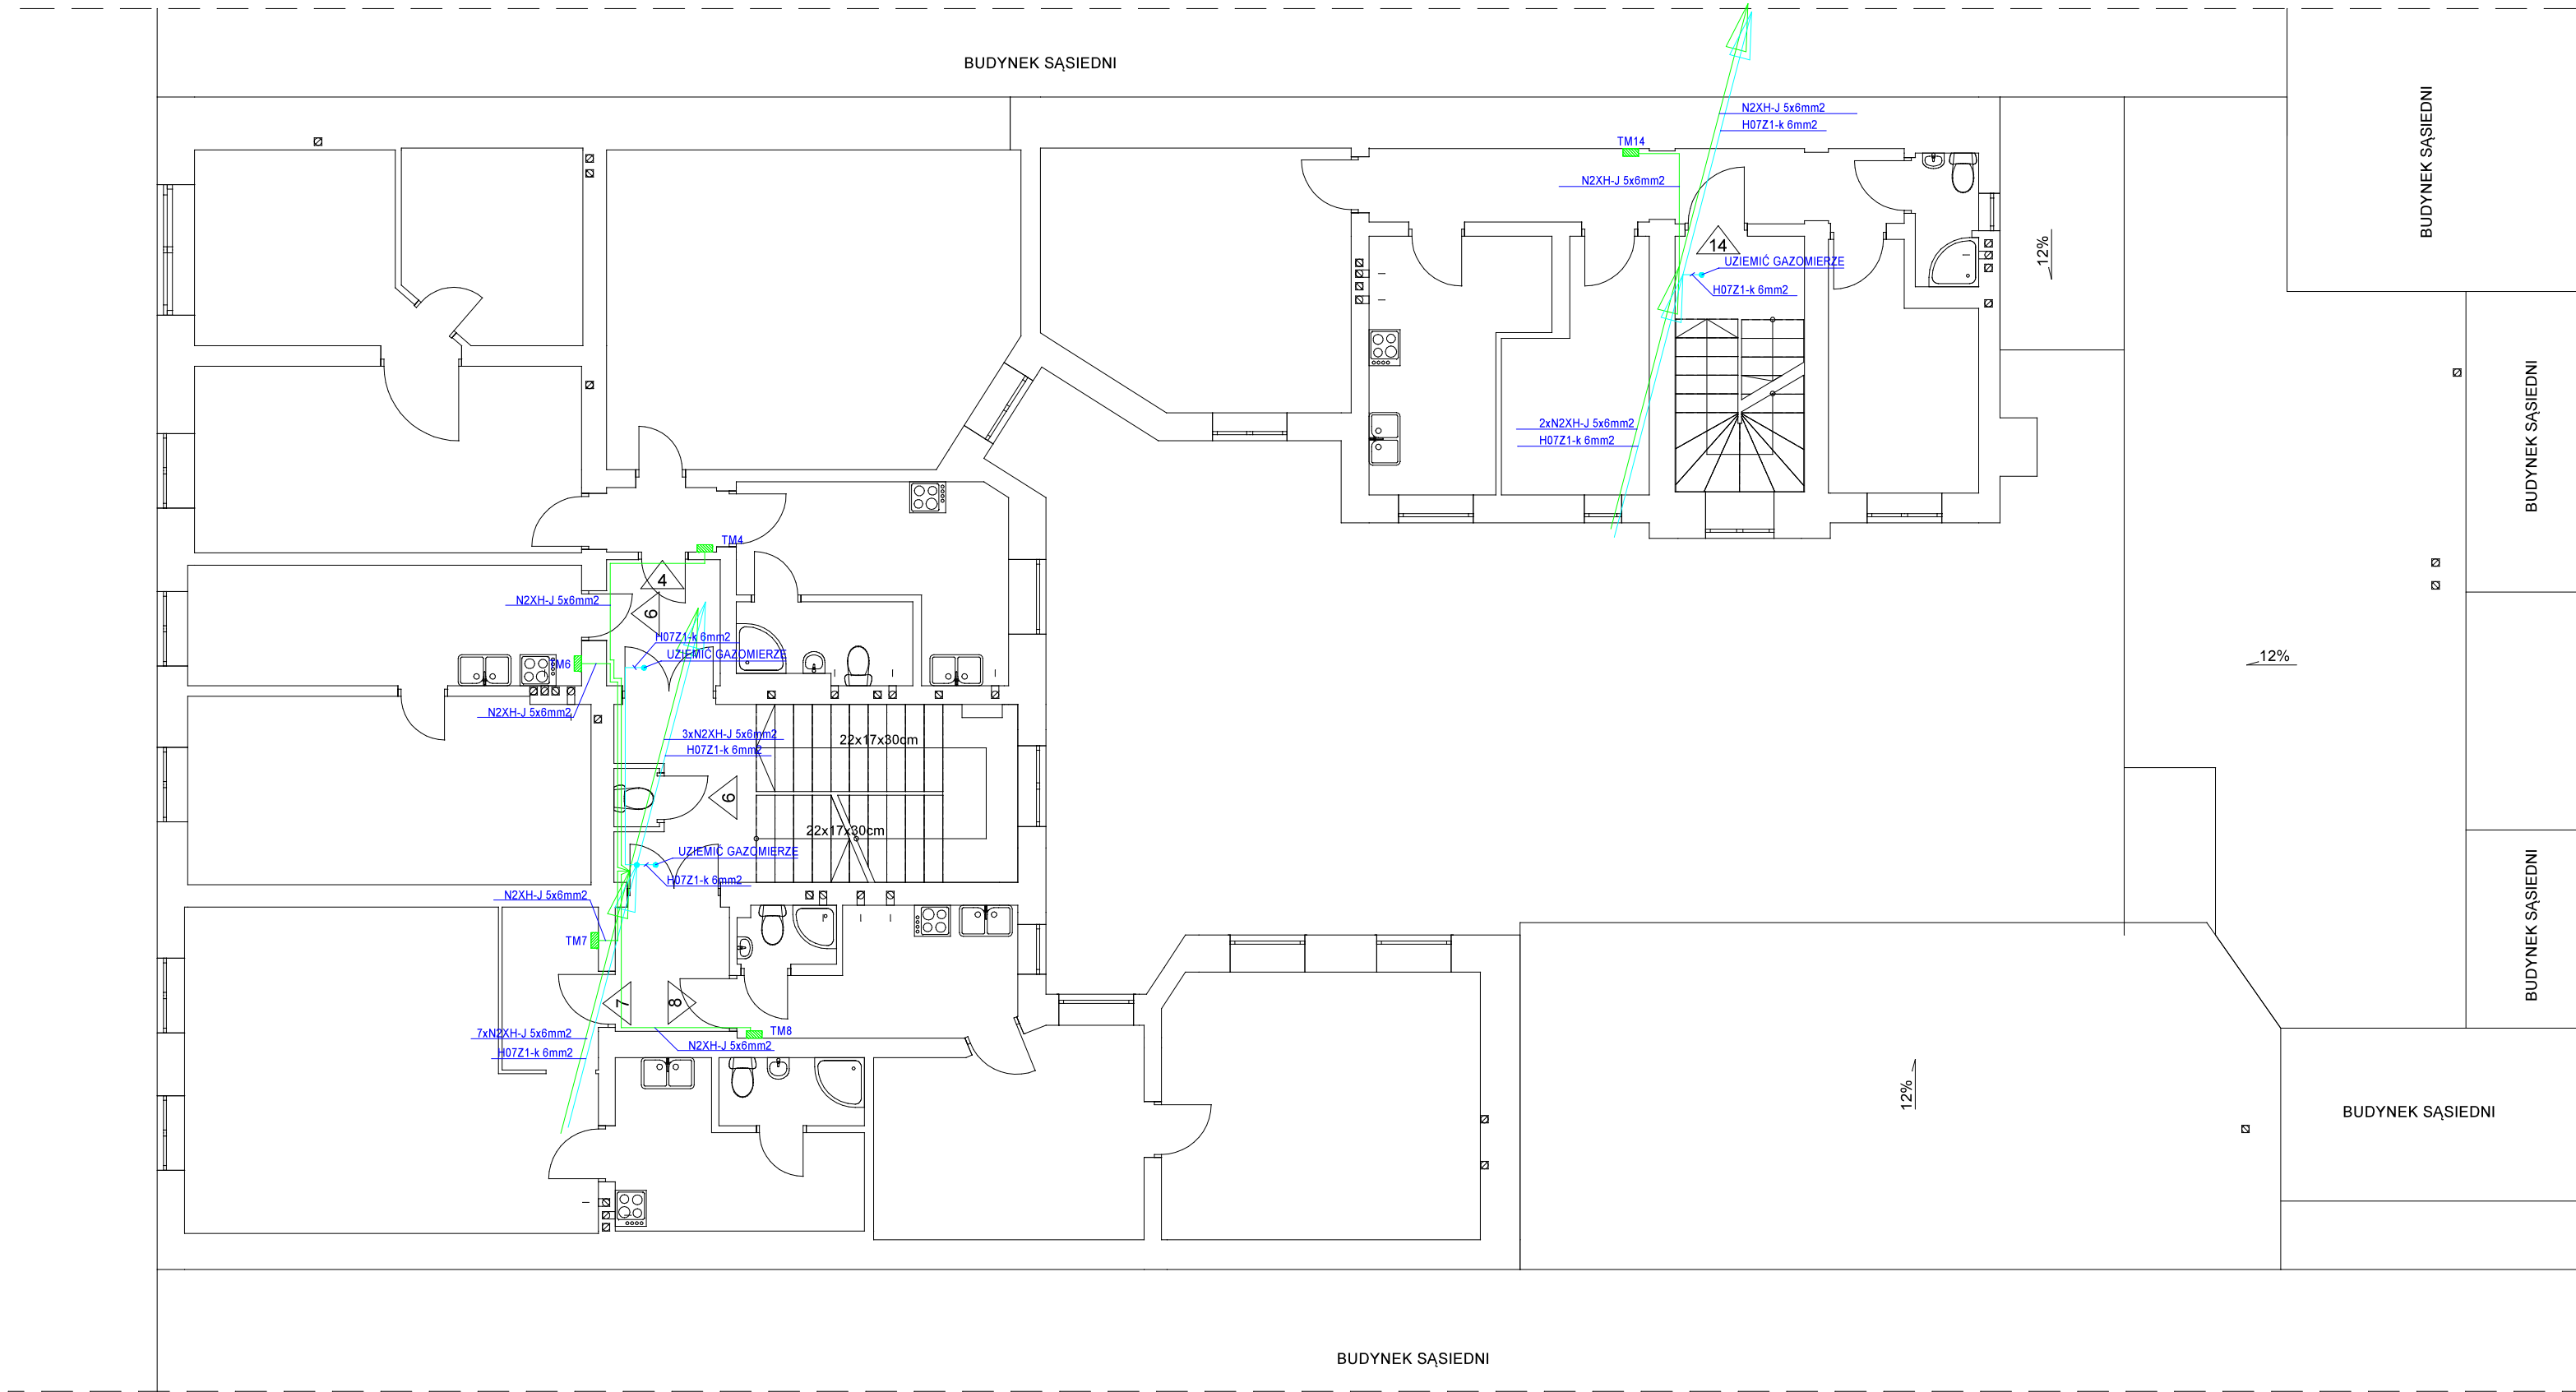 BUDYNEK SĄSIEDNI
BUDYNEK SĄSIEDNI
N2XH-J 5x6mm2
H07Z1-k 6mm2
TM14
N2XH-J 5x6mm2
14
UZIEMIĆ GAZOMIERZE
H07Z1-k 6mm2
12%
BUDYNEK SĄSIEDNI
2xN2XH-J 5x6mm2
H07Z1-k 6mm2
TM4
4
N2XH-J 5x6mm2
6
H07Z1-k 6mm2
UZIEMIĆ GAZOMIERZE
TM6
12%
N2XH-J 5x6mm2
3xN2XH-J 5x6mm2
H07Z1-k 6mm2
22x17x30cm
6
22x17x30cm
UZIEMIĆ GAZOMIERZE
H07Z1-k 6mm2
N2XH-J 5x6mm2
BUDYNEK SĄSIEDNI
TM7
7
8
7xN2XH-J 5x6mm2
TM8
H07Z1-k 6mm2
N2XH-J 5x6mm2
12%
BUDYNEK SĄSIEDNI
BUDYNEK SĄSIEDNI